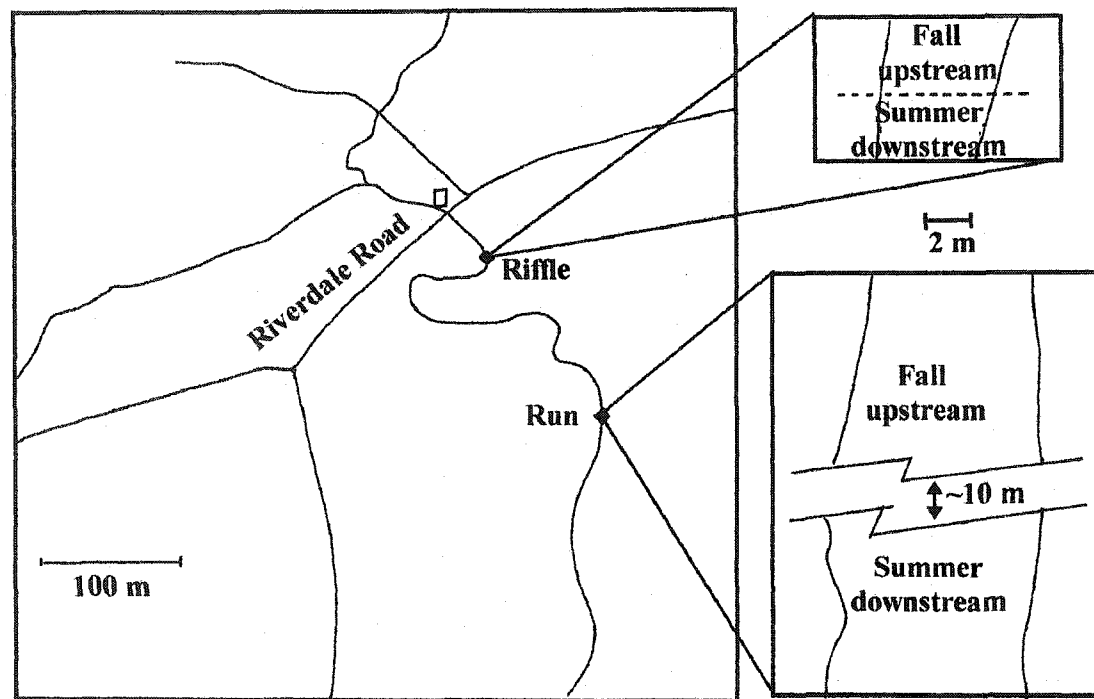 Fall
upstream
Summer
downstream
2 m
Riverdale Road
Riffle
Run
Fall
upstream
~10 m
Summer
downstream
100 m